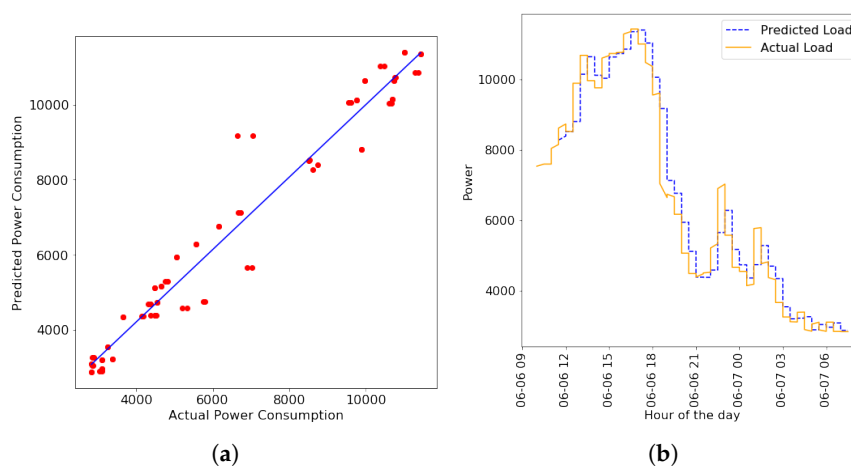 10000
8000
6000
4000
Predicted Power Consumption
4000
6000
8000
10000
Actual Power Consumption
(a)
Predicted Load
Actual Load
10000
8000
6000
4000
Power
06-06 09
06-06 12
06-06 15
06-06 18
06-06 21
06-07 00
06-07 03
06-07 06
Hour of the day
(b)